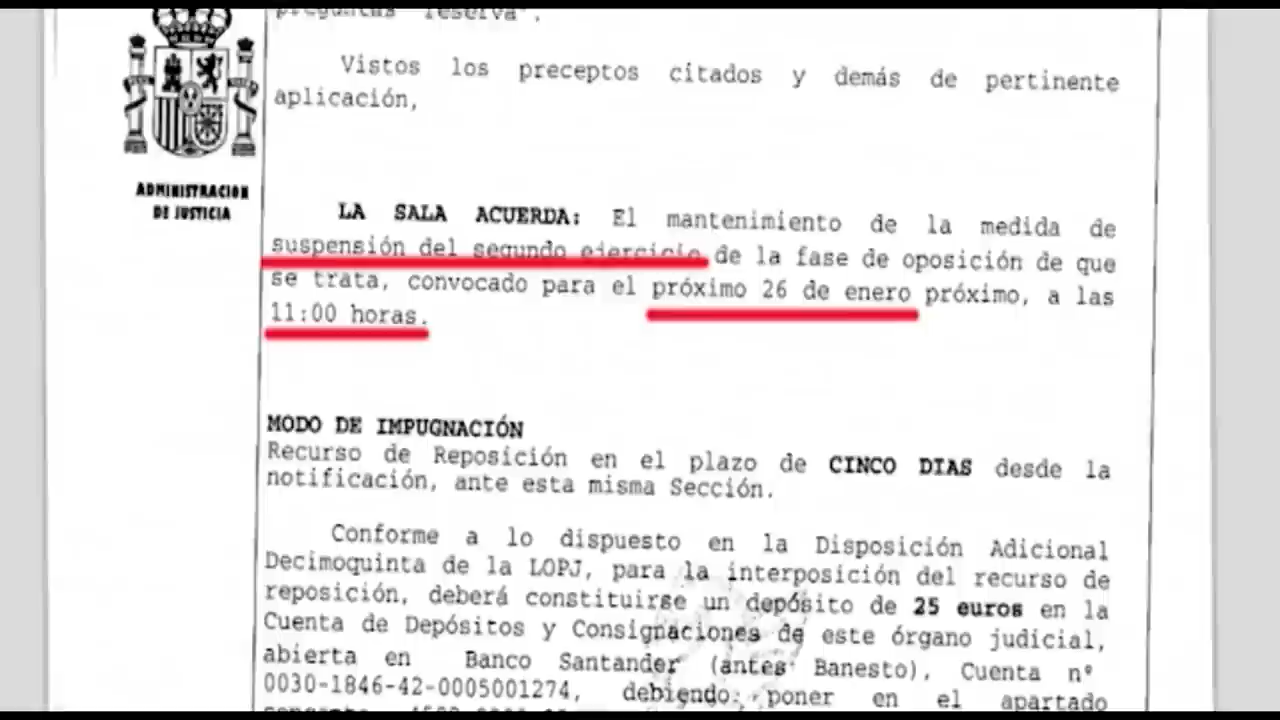 preguntas reserva".
Vistos los preceptos citados y demás de pertinente
aplicación,
ADMINISTRACION
DE JUSTICIA
LA SALA ACUERDA: El mantenimiento de la medida de
suspensión del segundo ejercicio de la fase de oposición de que
se trata, convocado para el próximo 26 de enero próximo, a las
11:00 horas.
MODO DE IMPUGNACIÓN
Recurso de Reposición en el plazo de CINCO DIAS desde la
notificación, ante esta misma Sección.
Conforme a lo dispuesto en la Disposición Adicional
Decimoquinta de la LOPJ, para la interposición del recurso de
reposición, deberá constituirse un depósito de 25 euros en la
Cuenta de Depósitos y Consignaciones de este órgano judicial,
abierta en Banco Santander (antes Banesto), Cuenta nº
0030-1846-42-0005001274, debiendo poner en el apartado